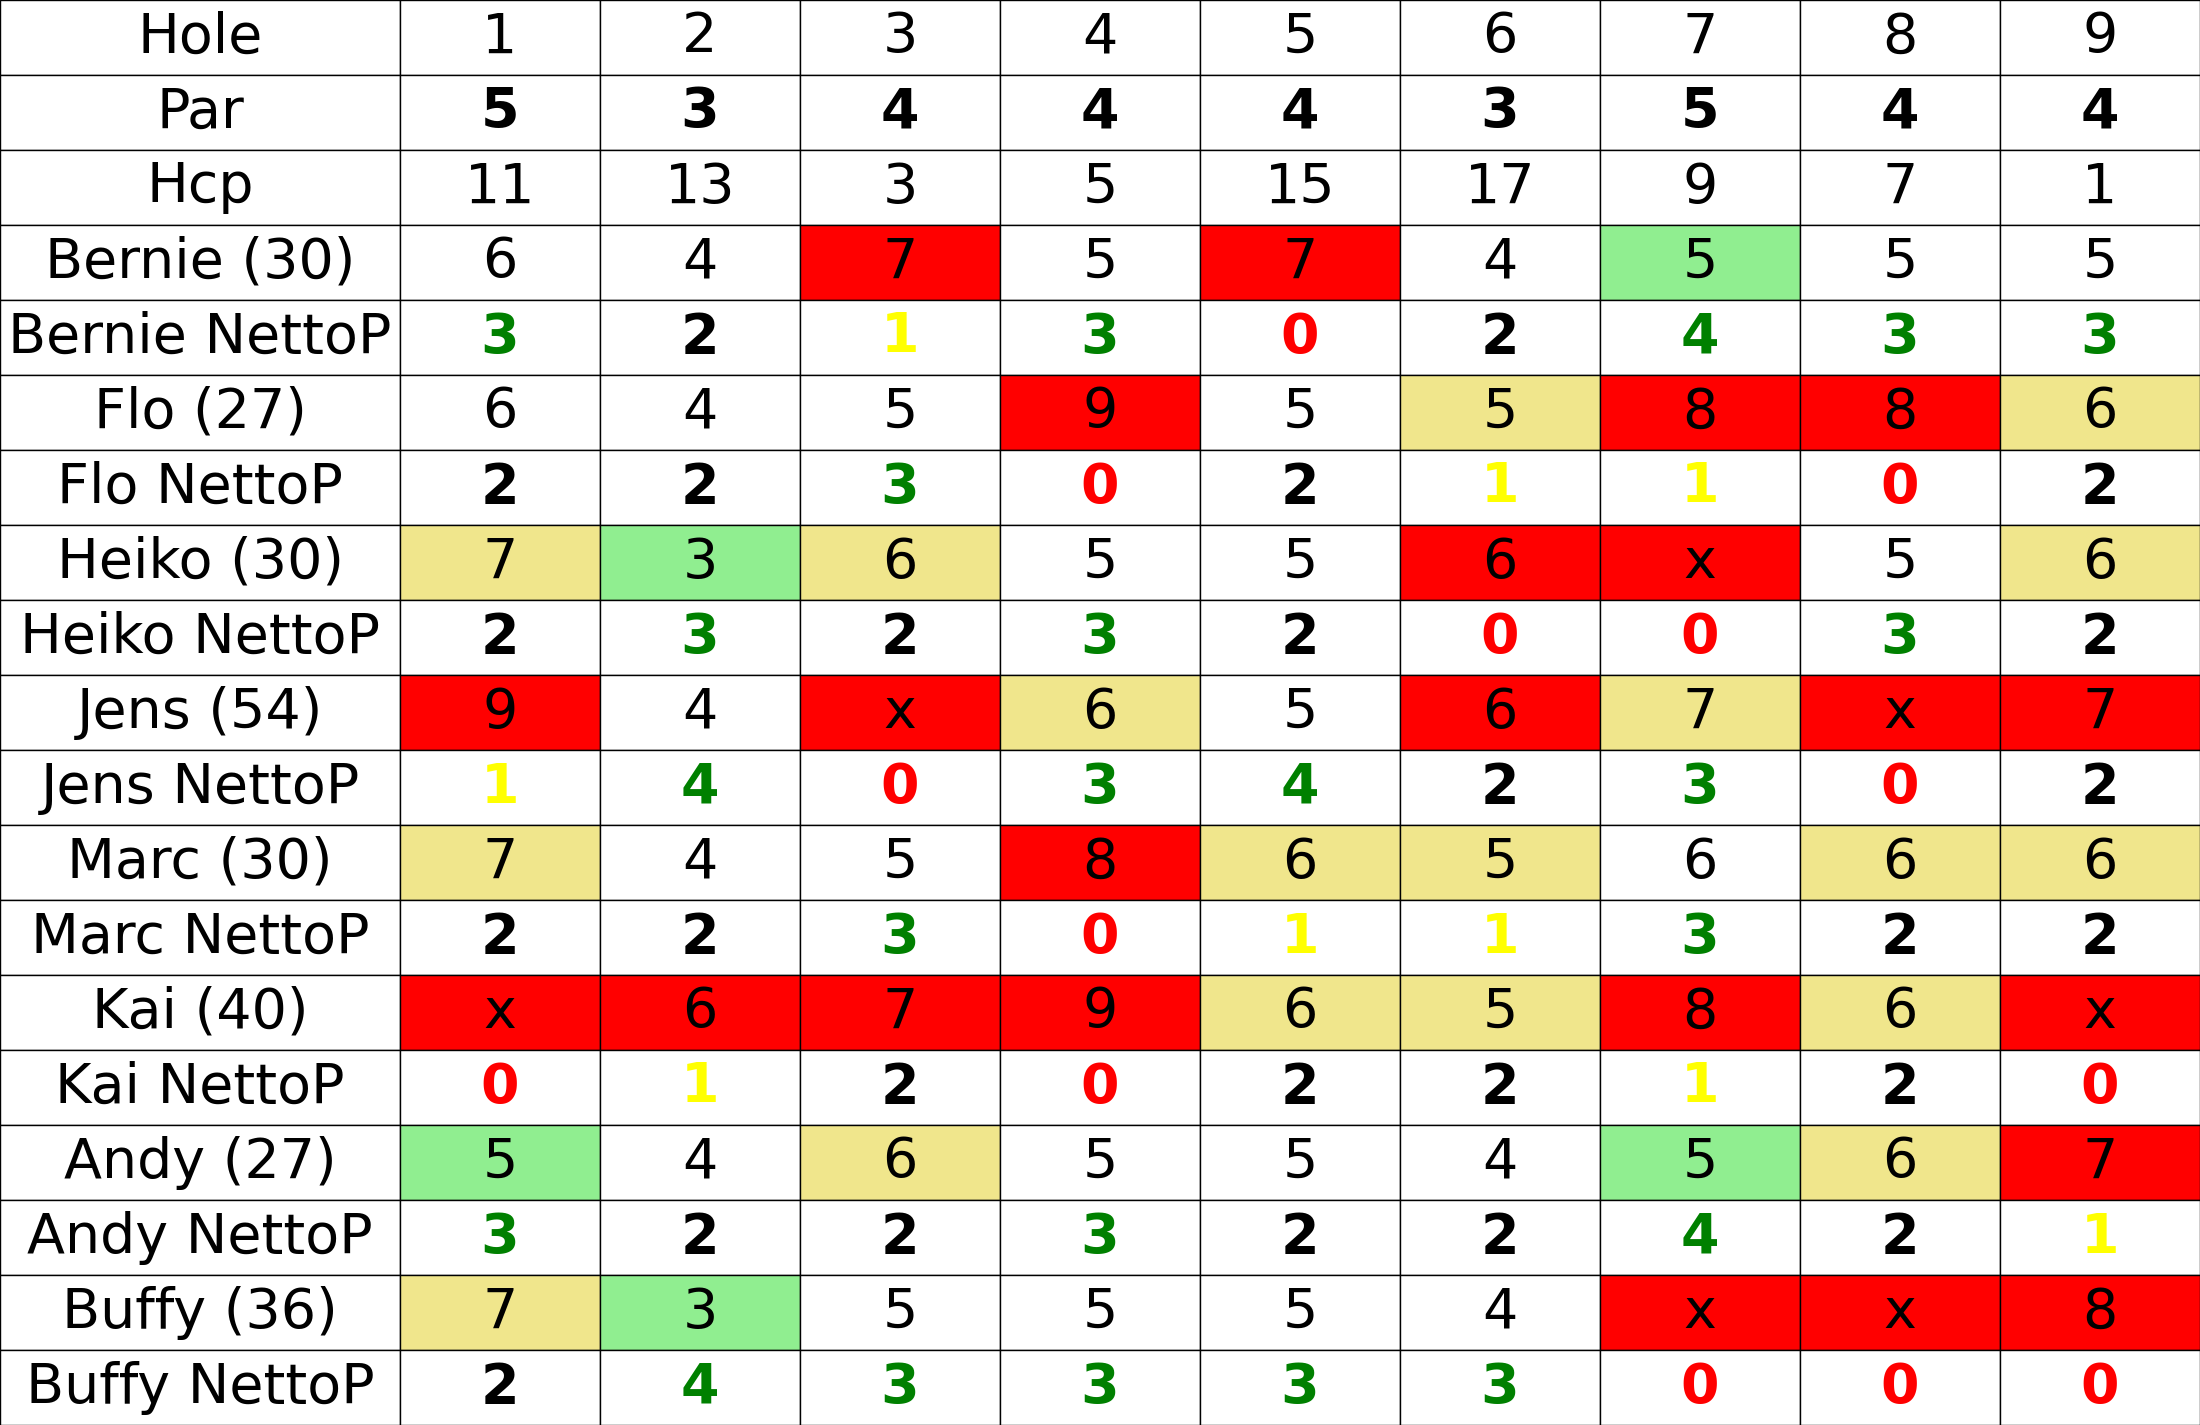 Hole 1 2 3 4 5 6 7 8 9
Par 5 3 4 4 4 3 5 4 4
Hcp 11 13 3 5 15 17 9 7 1
Bernie (30) 6 4 7 5 7 4 5 5 5
Bernie NettoP 3 2 1 3 0 2 4 3 3
Flo (27) 6 4 5 9 5 5 8 8 6
Flo NettoP 2 2 3 0 2 1 1 0 2
Heiko (30) 7 3 6 5 5 6 x 5 6
Heiko NettoP 2 3 2 3 2 0 0 3 2
Jens (54) 9 4 x 6 5 6 7 x 7
Jens NettoP 1 4 0 3 4 2 3 0 2
Marc (30) 7 4 5 8 6 5 6 6 6
Marc NettoP 2 2 3 0 1 1 3 2 2
Kai (40) x 6 7 9 6 5 8 6 x
Kai NettoP 0 1 2 0 2 2 1 2 0
Andy (27) 5 4 6 5 5 4 5 6 7
Andy NettoP 3 2 2 3 2 2 4 2 1
Buffy (36) 7 3 5 5 5 4 x x 8
Buffy NettoP 2 4 3 3 3 3 0 0 0